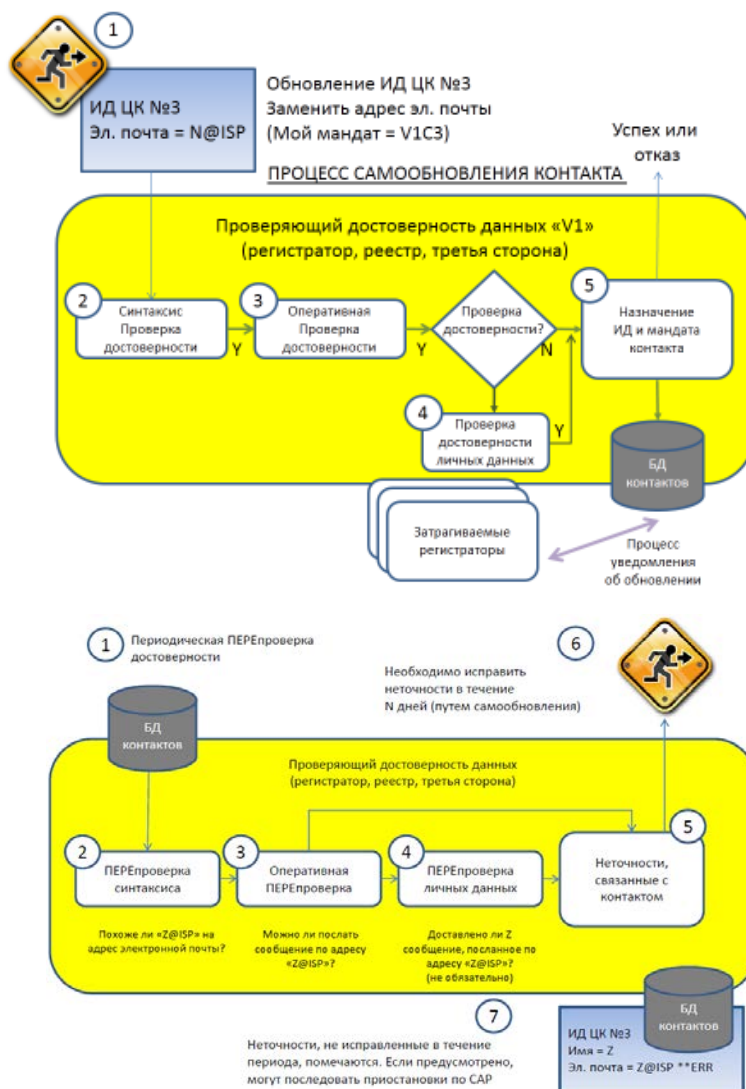 1
ИД ЦК №3
Эл. почта = N@ISP
Обновление ИД ЦК №3
Заменить адрес эл. почты
(Мой мандат = V1C3)
ПРОЦЕСС САМООБНОВЛЕНИЯ КОНТАКТА
Успех или
отказ
Проверяющий достоверность данных «V1»
(регистратор, реестр, третья сторона)
2
Синтаксис
Проверка
достоверности
Y
3
Оперативная
Проверка
достоверности
Y
Проверка
достоверности?
N
4
Проверка
достоверности
личных данных
Y
5
Назначение
ИД и мандата
контакта
БД
контактов
Затрагиваемые
регистраторы
Процесс
уведомления
об обновлении
1
Периодическая ПЕРЕпроверка
достоверности
БД
контактов
6
Необходимо исправить
неточности в течение
N дней (путем самообновления)
Проверяющий достоверность данных
(регистратор, реестр, третья сторона)
2
ПЕРЕпроверка
синтаксиса
3
Оперативная
ПЕРЕпроверка
4
ПЕРЕпроверка
личных данных
5
Неточности,
связанные с
контактом
Похоже ли «Z@ISP» на
адрес электронной почты?
Можно ли послать
сообщение по адресу
«Z@ISP»?
Доставлено ли Z
сообщение, посланное по
адресу «Z@ISP»?
(не обязательно)
7
Неточности, не исправленные в течение
периода, помечаются. Если предусмотрено,
могут последовать приостановки по САР
БД
контактов
ИД ЦК №3
Имя = Z
Эл. почта = Z@ISP **ERR